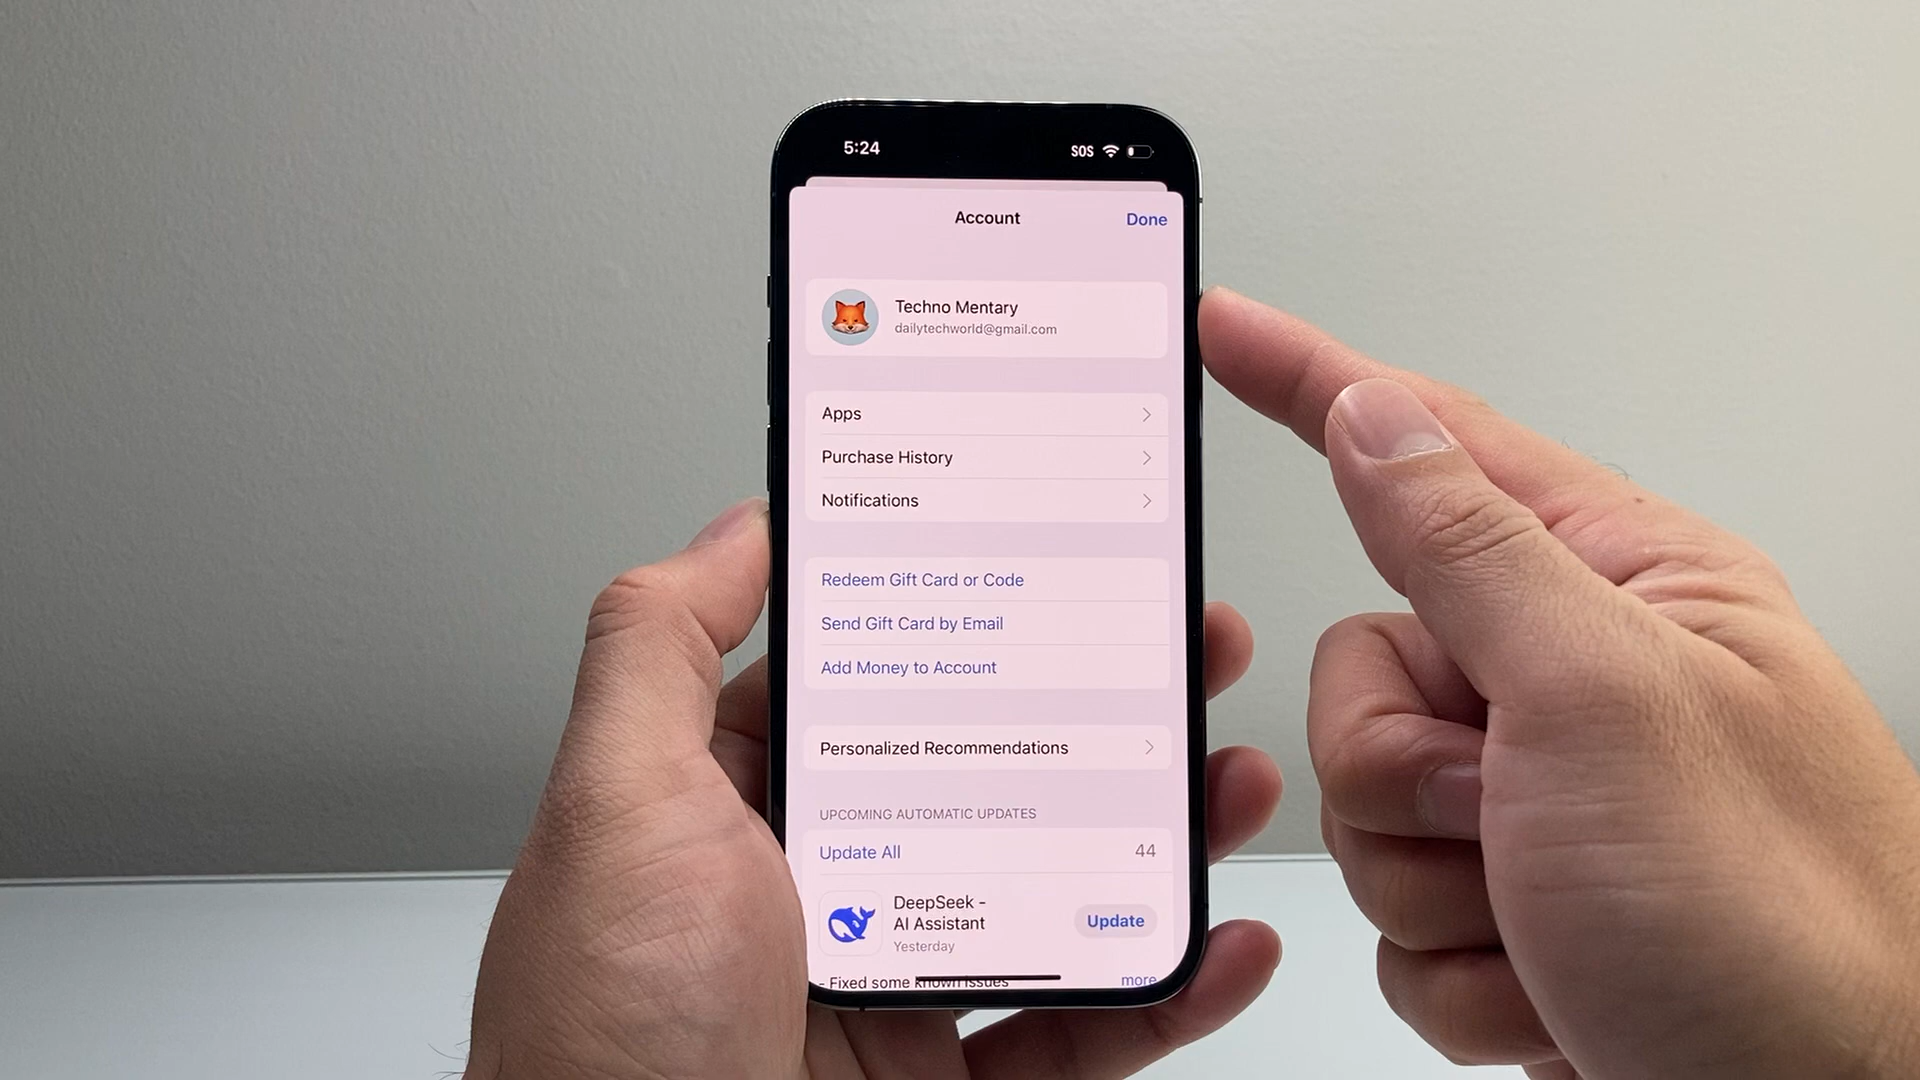 5:24
SOS
Account
Done
Techno Mentary
dailytechworld@gmail.com
Apps
Purchase History
Notifications
Redeem Gift Card or Code
Send Gift Card by Email
Add Money to Account
Personalized Recommendations
UPCOMING AUTOMATIC UPDATES
Update All
44
DeepSeek -
AI Assistant
Update
Yesterday
- Fixed some known issues
more